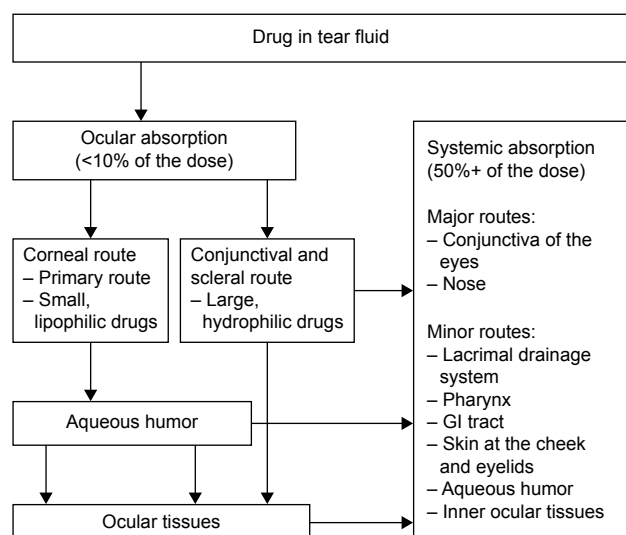 Drug in tear fluid
Ocular absorption
(<10% of the dose)
Corneal route
– Primary route
– Small,
lipophilic drugs
Conjunctival and
scleral route
– Large,
hydrophilic drugs
Aqueous humor
Ocular tissues
Systemic absorption
(50%+ of the dose)
Major routes:
– Conjunctiva of the
eyes
– Nose
Minor routes:
– Lacrimal drainage
system
– Pharynx
– GI tract
– Skin at the cheek
and eyelids
– Aqueous humor
– Inner ocular tissues